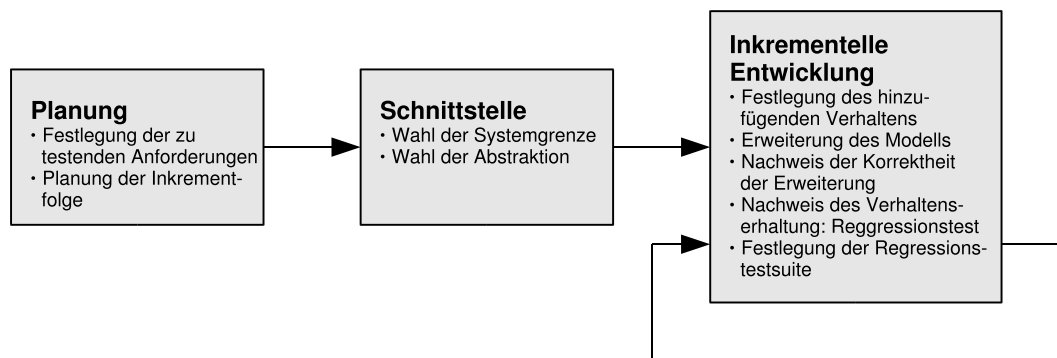 Planung
· Festlegung der zu
testenden Anforderungen
· Planung der Inkrement-
folge
Schnittstelle
· Wahl der Systemgrenze
· Wahl der Abstraktion
Inkrementelle
Entwicklung
· Festlegung des hinzu-
fügenden Verhaltens
· Erweiterung des Modells
· Nachweis der Korrektheit
der Erweiterung
· Nachweis des Verhaltens-
erhaltung: Reggressionstest
· Festlegung der Regressions-
testsuite